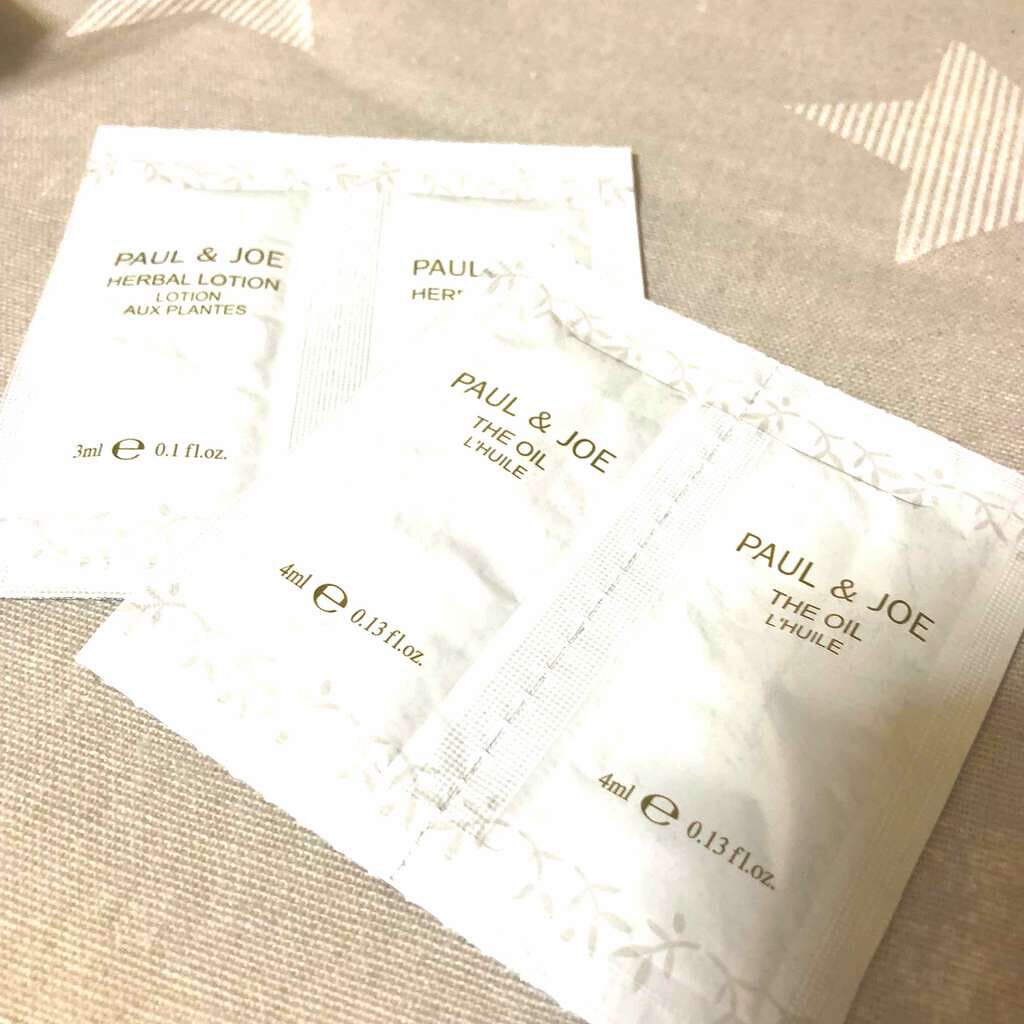 PAUL & JOE
HERBAL LOTION
LOTION
AUX PLANTES
3ml e 0.1 fl.oz.
PAUL
PAUL & JOE
THE OIL
L'HUILE
4ml e 0.13 fl.oz.
PAUL & JOE
THE OIL
L'HUILE
4ml e 0.13 fl.oz.